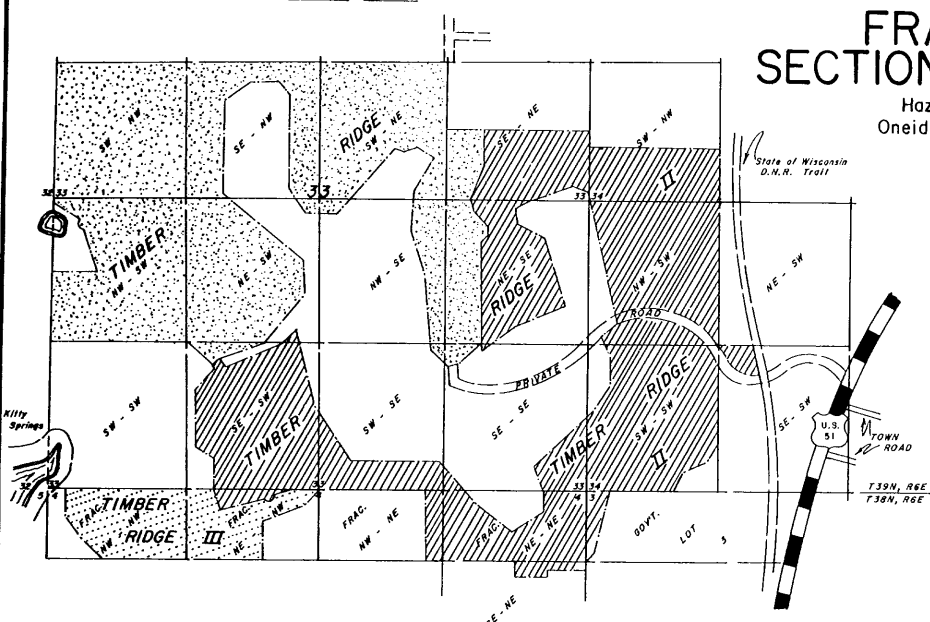 FRA
SECTION
Haz
Oneid
State of Wisconsin
D.N.R. Trail
SW - NW
SE - NW
RIDGE
SW - NE
SE - NE
SW - NW
II
32 33
33
33 34
TIMBER
NW - SW
NE - SW
NW - SE
NE - SE
RIDGE
NW - SW
NE - SW
ROAD
PRIVATE
Kitty
Springs
SW - SW
SE - SW
TIMBER
SW - SE
SE - SE
TIMBER
RIDGE
SW - SW
II
SE - SW
U.S.
51
TOWN
ROAD
32 33
5 4
33
4
33 34
4 3
T39N, R6E
T38N, R6E
TIMBER
RIDGE
III
FRAC.
NW - NW
FRAC.
NE - NW
FRAC.
NW - NE
FRAC.
NE - NE
GOV'T.
LOT 3
SE - NE